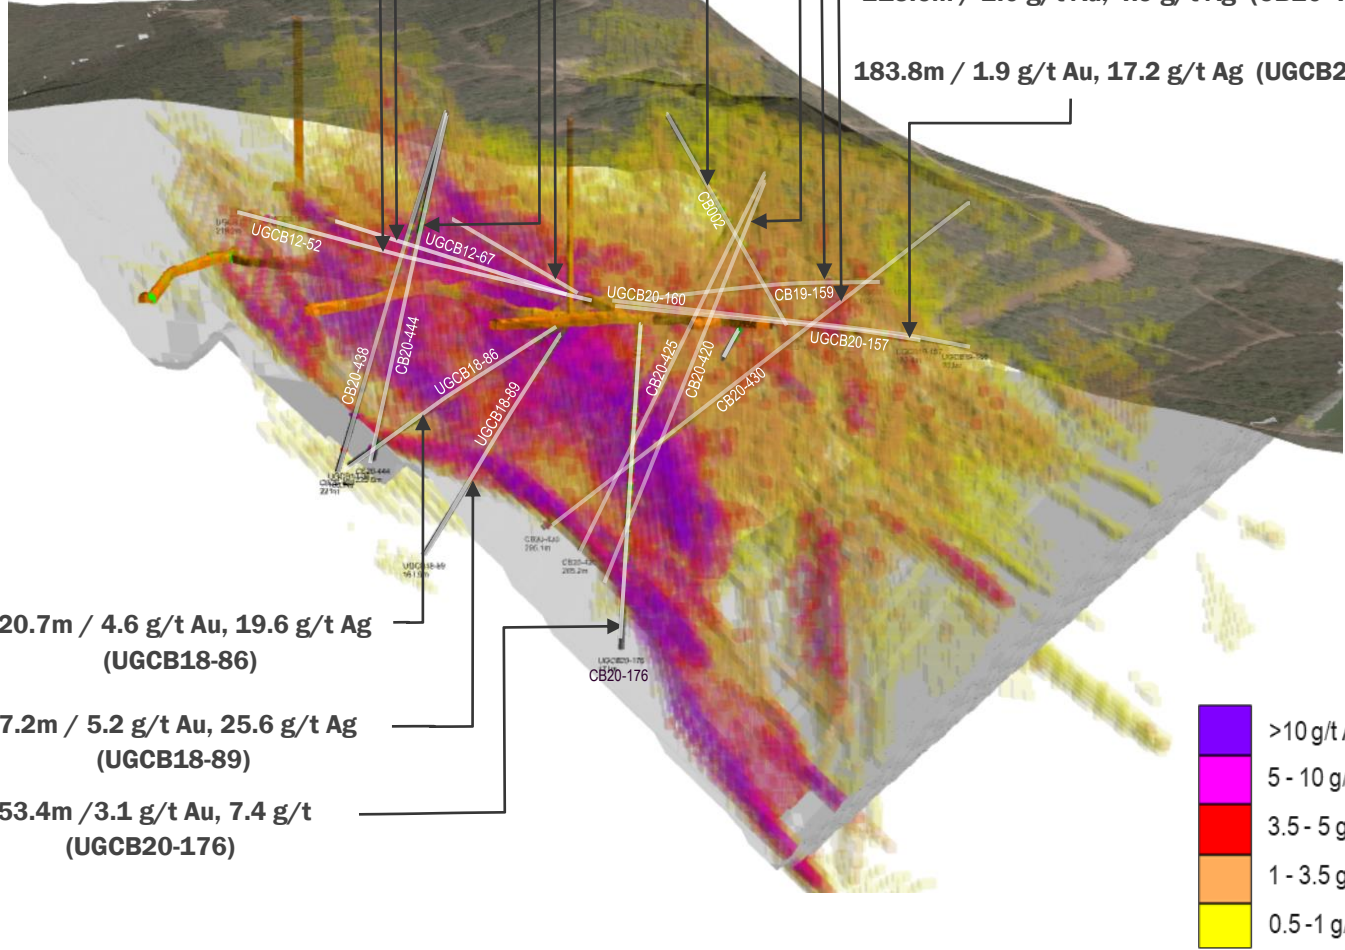 183.8m / 1.9 g/t Au, 17.2 g/t Ag (UGCB2
CB002
UGCB12-52
UGCB12-67
UGCB20-160
CB19-159
UGCB20-157
CB20-438
CB20-444
UGCB18-86
UGCB18-89
CB20-425
CB20-420
CB20-430
20.7m / 4.6 g/t Au, 19.6 g/t Ag
(UGCB18-86)
CB20-176
7.2m / 5.2 g/t Au, 25.6 g/t Ag
(UGCB18-89)
53.4m /3.1 g/t Au, 7.4 g/t
(UGCB20-176)
>10 g/t
5 - 10 g/
3.5 - 5 g
1 - 3.5 g
0.5 -1 g/